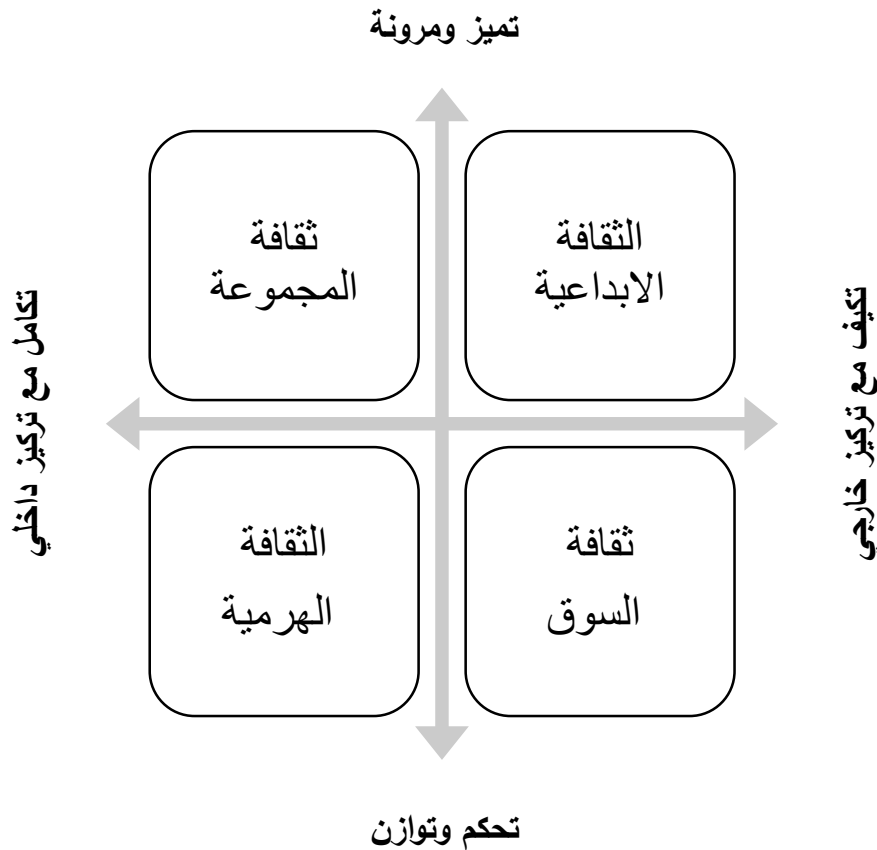 تميز ومرونة
الثقافة
الابداعية
ثقافة
المجموعة
تكيف مع تركيز خارجي
تكامل مع تركيز داخلي
ثقافة
السوق
الثقافة
الهرمية
تحكم وتوازن